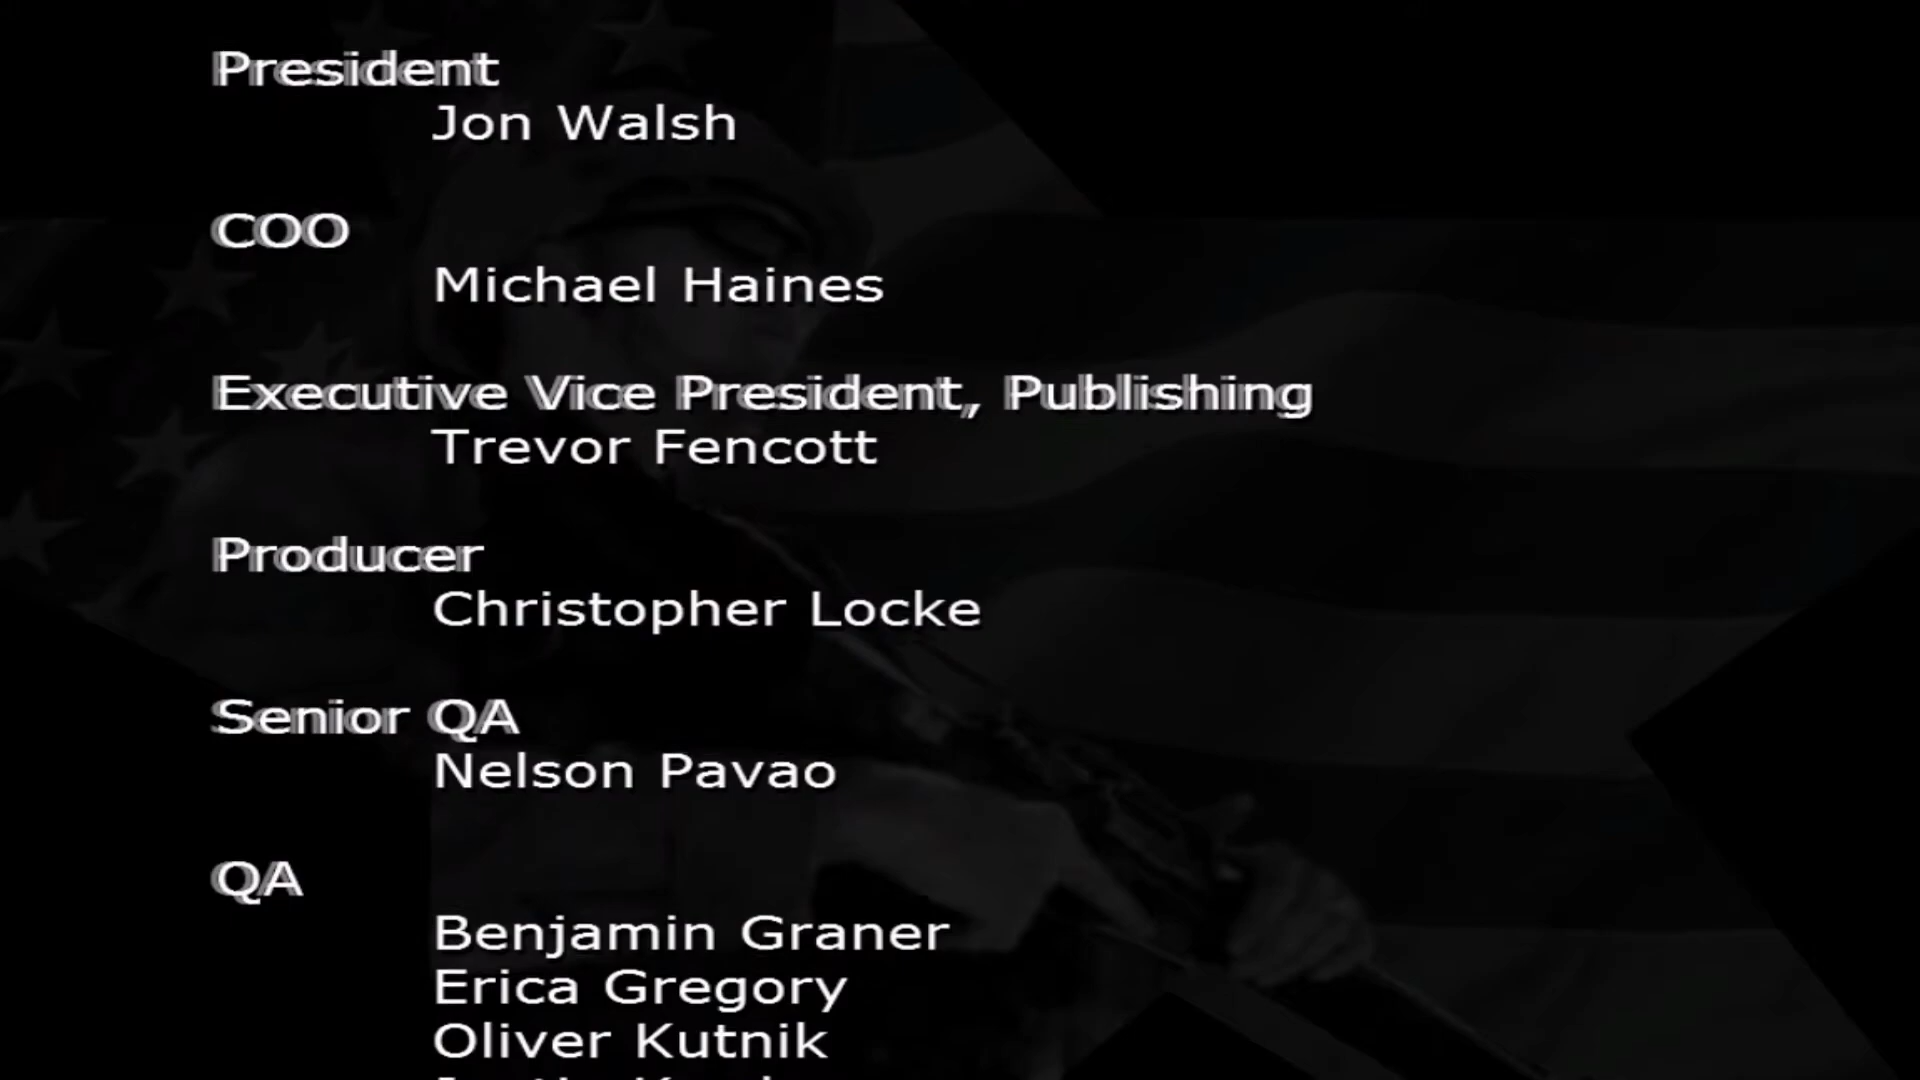 President
Jon Walsh
COO
Michael Haines
Executive Vice President, Publishing
Trevor Fencott
Producer
Christopher Locke
Senior QA
Nelson Pavao
QA
Benjamin Graner
Erica Gregory
Oliver Kutnik